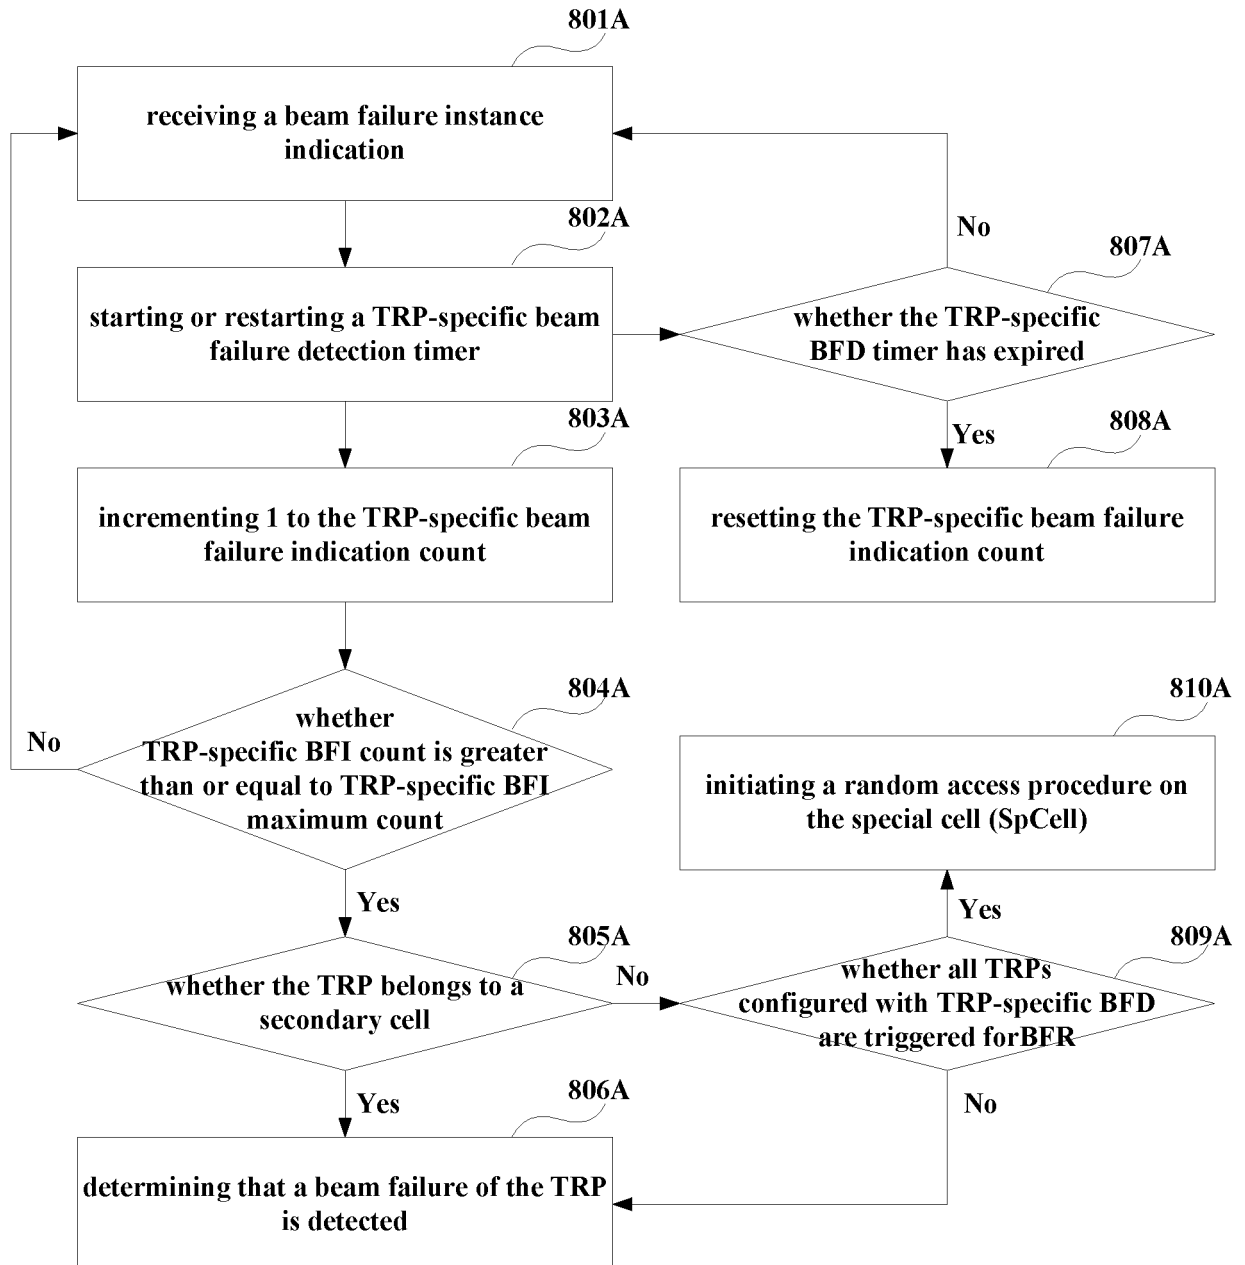 801A
receiving a beam failure instance
indication
802A
starting or restarting a TRP-specific beam
failure detection timer
No
807A
whether the TRP-specific
BFD timer has expired
803A
incrementing 1 to the TRP-specific beam
failure indication count
Yes
808A
resetting the TRP-specific beam failure
indication count
804A
whether
TRP-specific BFI count is greater
than or equal to TRP-specific BFI
maximum count
No
Yes
810A
initiating a random access procedure on
the special cell (SpCell)
Yes
805A
whether the TRP belongs to a
secondary cell
No
809A
whether all TRPs
configured with TRP-specific BFD
are triggered forBFR
Yes
No
806A
determining that a beam failure of the TRP
is detected